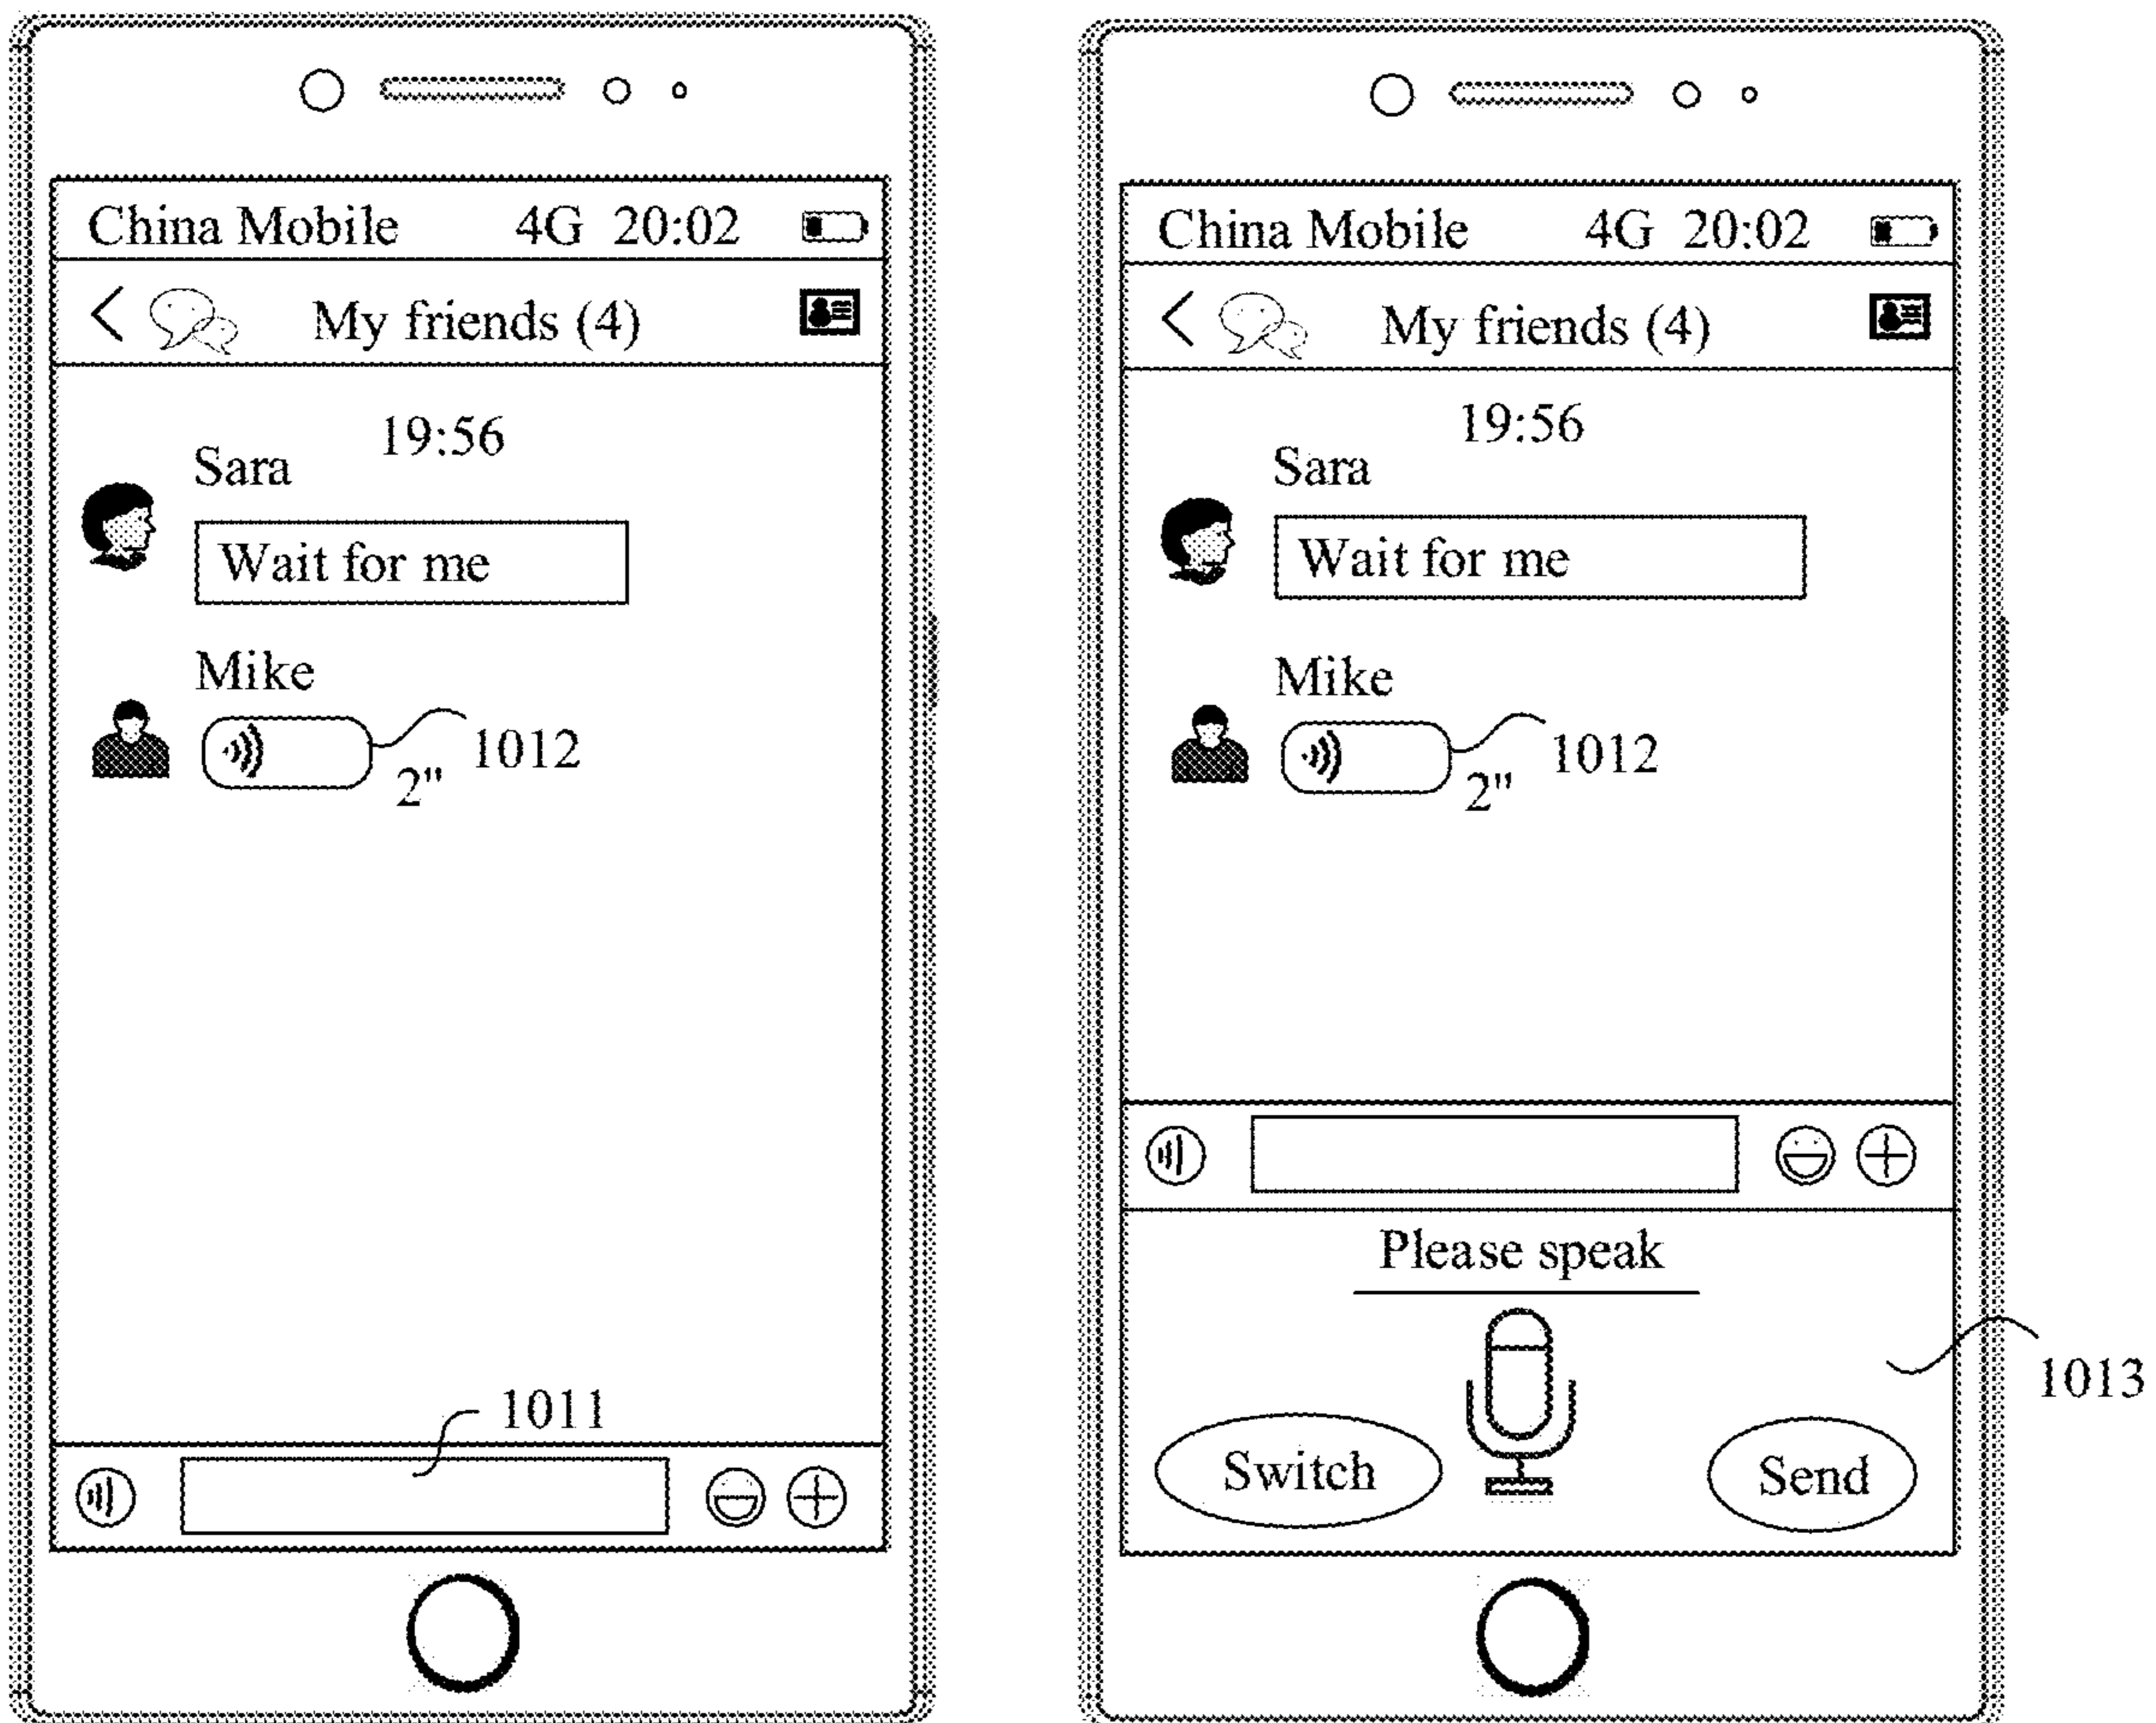 China Mobile 4G 20:02
My friends (4)
19:56
Sara
Wait for me
Mike
1012
2"
1011
China Mobile 4G 20:02
My friends (4)
19:56
Sara
Wait for me
Mike
1012
2"
Please speak
1013
Switch
Send